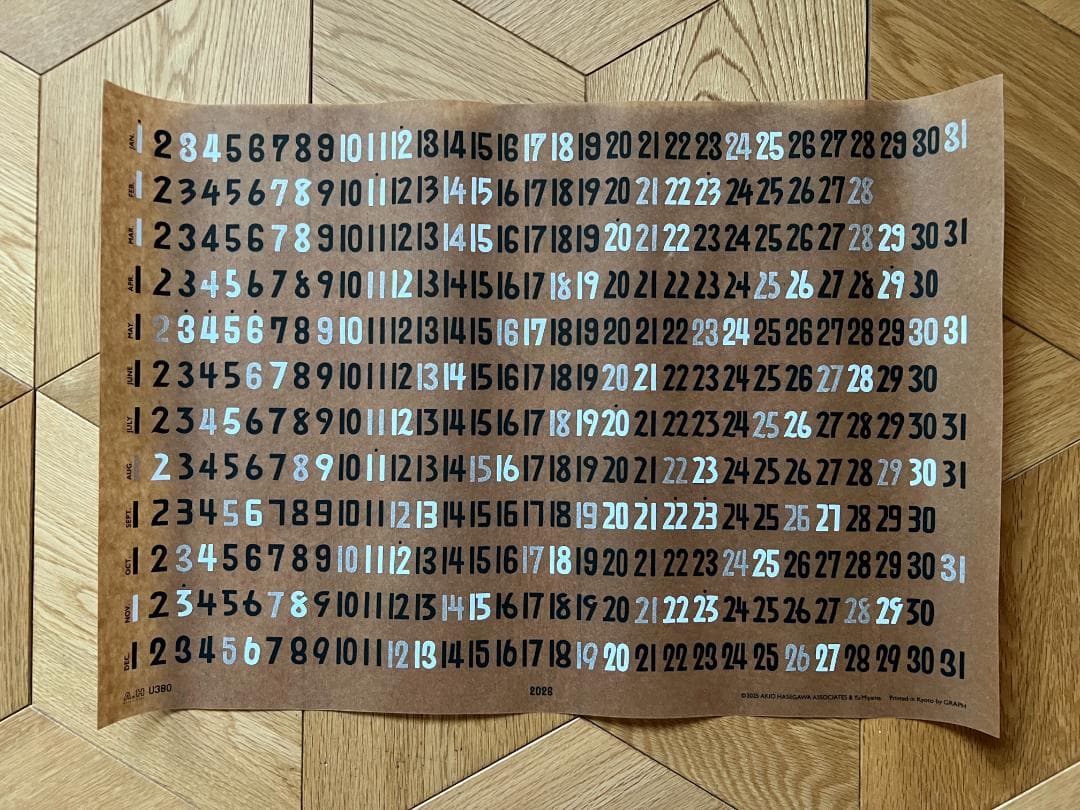 JAN. 1 2 3 4 5 6 7 8 9 10 11 12 13 14 15 16 17 18 19 20 21 22 23 24 25 26 27 28 29 30 31
FEB. 1 2 3 4 5 6 7 8 9 10 11 12 13 14 15 16 17 18 19 20 21 22 23 24 25 26 27 28
MAR. 1 2 3 4 5 6 7 8 9 10 11 12 13 14 15 16 17 18 19 20 21 22 23 24 25 26 27 28 29 30 31
APR. 1 2 3 4 5 6 7 8 9 10 11 12 13 14 15 16 17 18 19 20 21 22 23 24 25 26 27 28 29 30
MAY 1 2 3 4 5 6 7 8 9 10 11 12 13 14 15 16 17 18 19 20 21 22 23 24 25 26 27 28 29 30 31
JUNE 1 2 3 4 5 6 7 8 9 10 11 12 13 14 15 16 17 18 19 20 21 22 23 24 25 26 27 28 29 30
JULY 1 2 3 4 5 6 7 8 9 10 11 12 13 14 15 16 17 18 19 20 21 22 23 24 25 26 27 28 29 30 31
AUG. 1 2 3 4 5 6 7 8 9 10 11 12 13 14 15 16 17 18 19 20 21 22 23 24 25 26 27 28 29 30 31
SEPT. 1 2 3 4 5 6 7 8 9 10 11 12 13 14 15 16 17 18 19 20 21 22 23 24 25 26 27 28 29 30
OCT. 1 2 3 4 5 6 7 8 9 10 11 12 13 14 15 16 17 18 19 20 21 22 23 24 25 26 27 28 29 30 31
NOV. 1 2 3 4 5 6 7 8 9 10 11 12 13 14 15 16 17 18 19 20 21 22 23 24 25 26 27 28 29 30
DEC. 1 2 3 4 5 6 7 8 9 10 11 12 13 14 15 16 17 18 19 20 21 22 23 24 25 26 27 28 29 30 31
A.H U380 2026 ©2025 AKIO HASEGAWA ASSOCIATES & Yu Miyama Printed in Kyoto by GRAPH